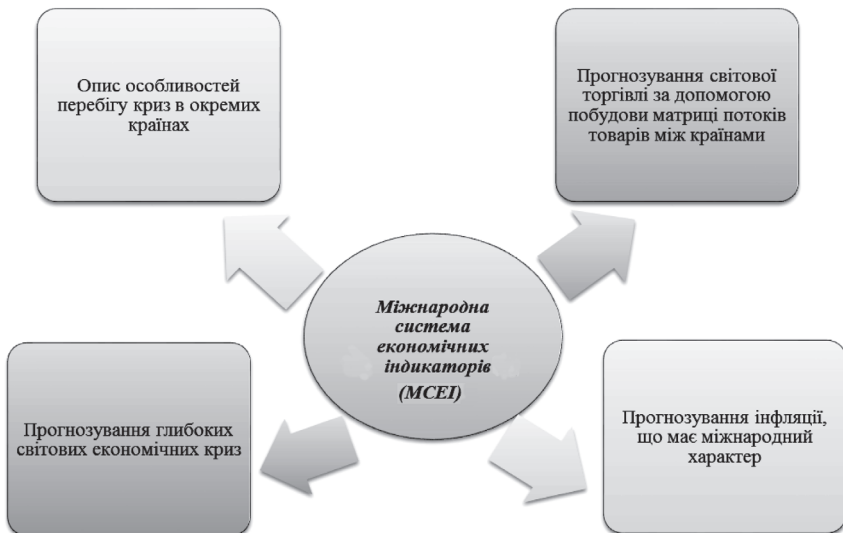 Опис особливостей
перебігу криз в окремих
країнах
Прогнозування світової
торгівлі за допомогою
побудови матриці потоків
товарів між країнами
Міжнародна
система
економічних
індикаторів
(МСЕІ)
Прогнозування глибоких
світових економічних криз
Прогнозування інфляції,
що має міжнародний
характер